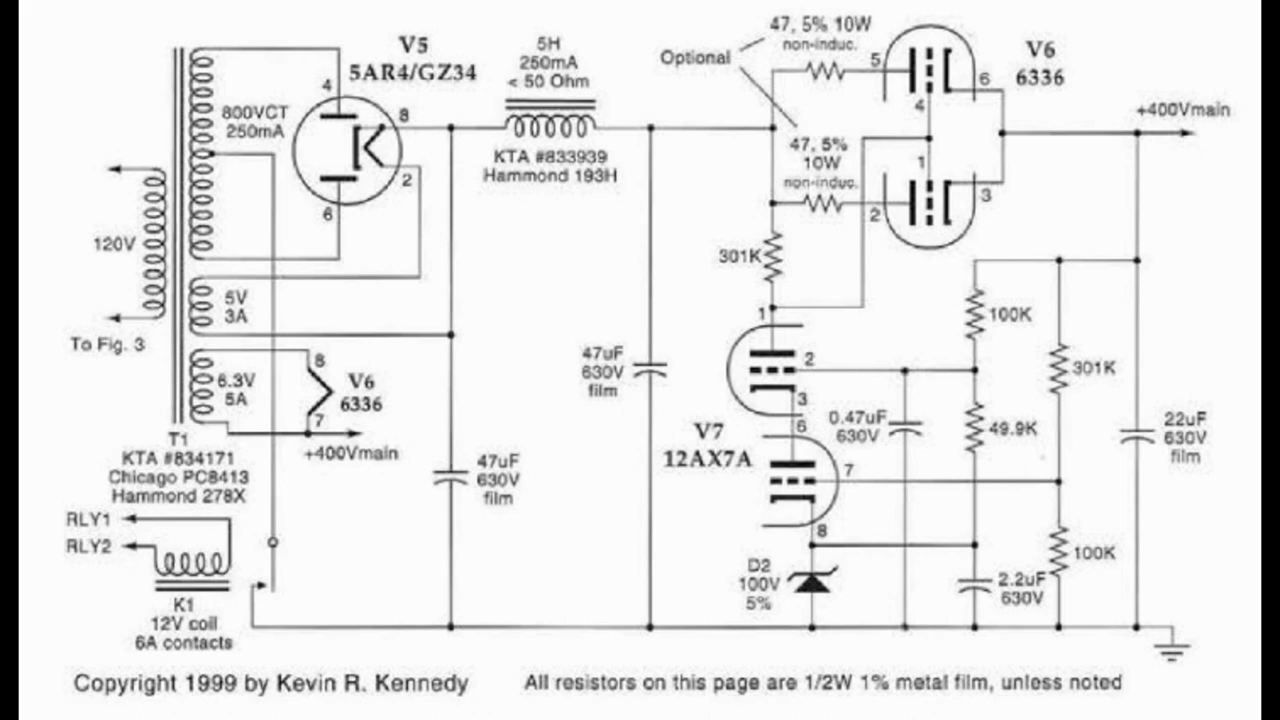 V5
5AR4/GZ34
4
8
2
6
800VCT
250mA
120V
To Fig. 3
5V
3A
6.3V
5A
8
7
V6
6336
+400Vmain
T1
KTA #834171
Chicago PC8413
Hammond 278X
RLY1
RLY2
K1
12V coil
6A contacts
5H
250mA
< 50 Ohm
KTA #833939
Hammond 193H
47uF
630V
film
47uF
630V
film
Optional
47, 5% 10W
non-induc.
47, 5%
10W
non-induc.
5
4
6
1
2
3
V6
6336
+400Vmain
301K
1
2
3
6
7
8
V7
12AX7A
0.47uF
630V
100K
49.9K
301K
100K
22uF
630V
film
D2
100V
5%
2.2uF
630V
Copyright 1999 by Kevin R. Kennedy
All resistors on this page are 1/2W 1% metal film, unless noted